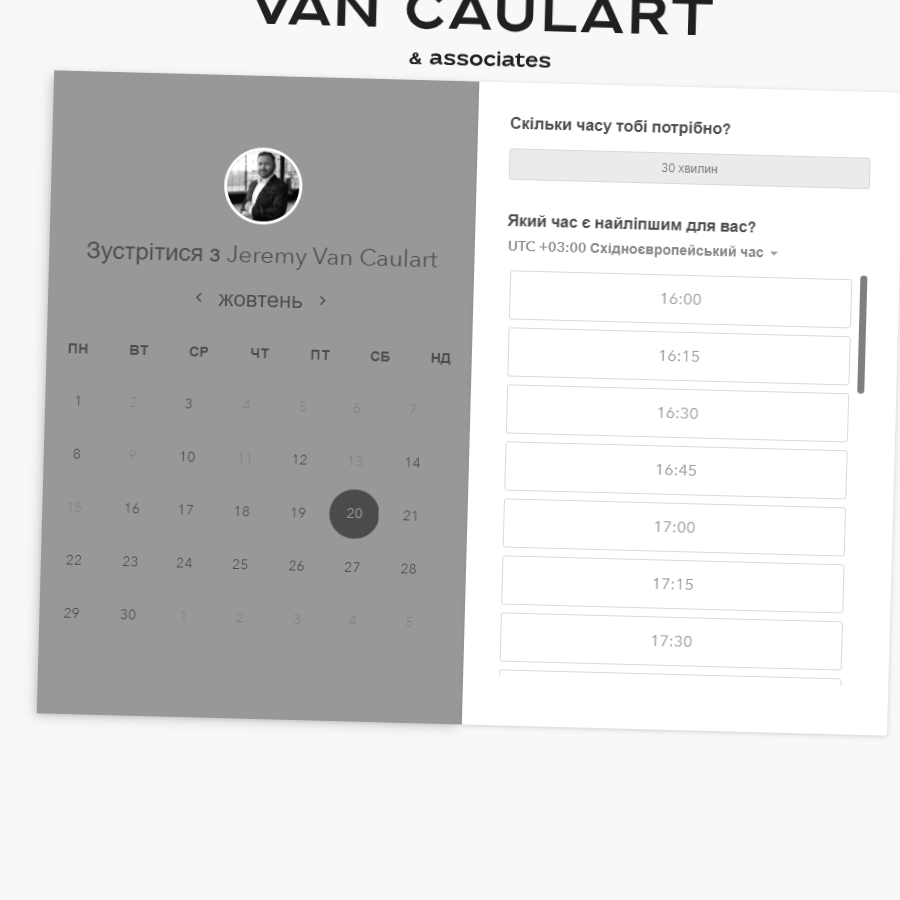 VAN CAULART
& associates
Зустрітися з Jeremy Van Caulart
жовтень
ПН ВТ СР ЧТ ПТ СБ НД
1 2 3 4 5 6 7
8 9 10 11 12 13 14
15 16 17 18 19 20 21
22 23 24 25 26 27 28
29 30 1 2 3 4 5
Скільки часу тобі потрібно?
30 хвилин
Який час є найліпшим для вас?
UTC +03:00 Східноєвропейський час
16:00
16:15
16:30
16:45
17:00
17:15
17:30